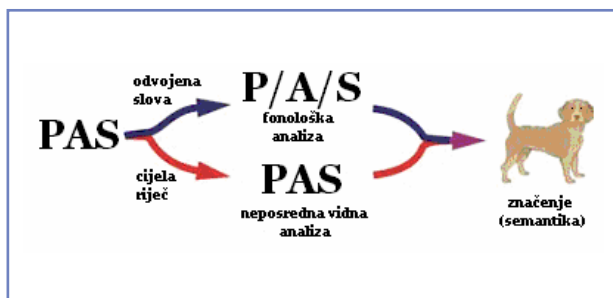 PAS
odvojena
slova
P/A/S
fonološka
analiza
cijela
riječ
PAS
neposredna vidna
analiza
značenje
(semantika)